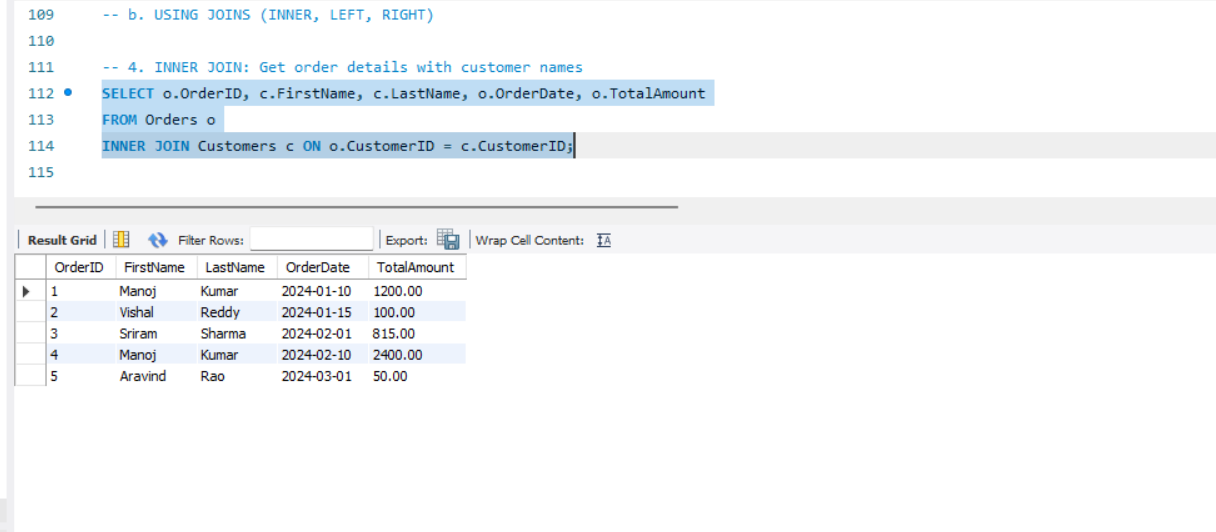 109 -- b. USING JOINS (INNER, LEFT, RIGHT)
110
111 -- 4. INNER JOIN: Get order details with customer names
112 SELECT o.OrderID, c.FirstName, c.LastName, o.OrderDate, o.TotalAmount
113 FROM Orders o
114 INNER JOIN Customers c ON o.CustomerID = c.CustomerID;
115
Result Grid Filter Rows: Export: Wrap Cell Content: IA
OrderID FirstName LastName OrderDate TotalAmount
1 Manoj Kumar 2024-01-10 1200.00
2 Vishal Reddy 2024-01-15 100.00
3 Sriram Sharma 2024-02-01 815.00
4 Manoj Kumar 2024-02-10 2400.00
5 Aravind Rao 2024-03-01 50.00